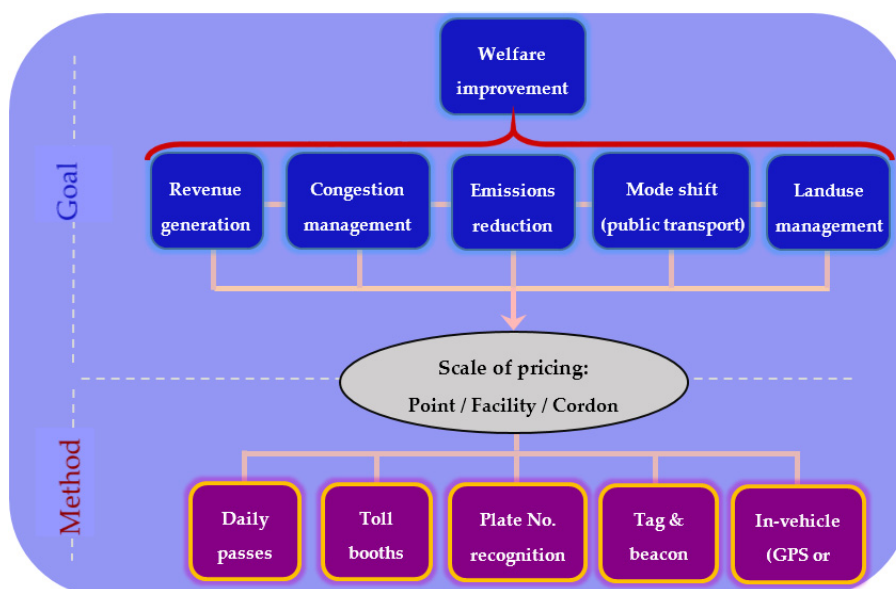 Welfare
improvement
Goal
Revenue
generation
Congestion
management
Emissions
reduction
Mode shift
(public transport)
Landuse
management
Scale of pricing:
Point / Facility / Cordon
Method
Daily
passes
Toll
booths
Plate No.
recognition
Tag &
beacon
In-vehicle
(GPS or